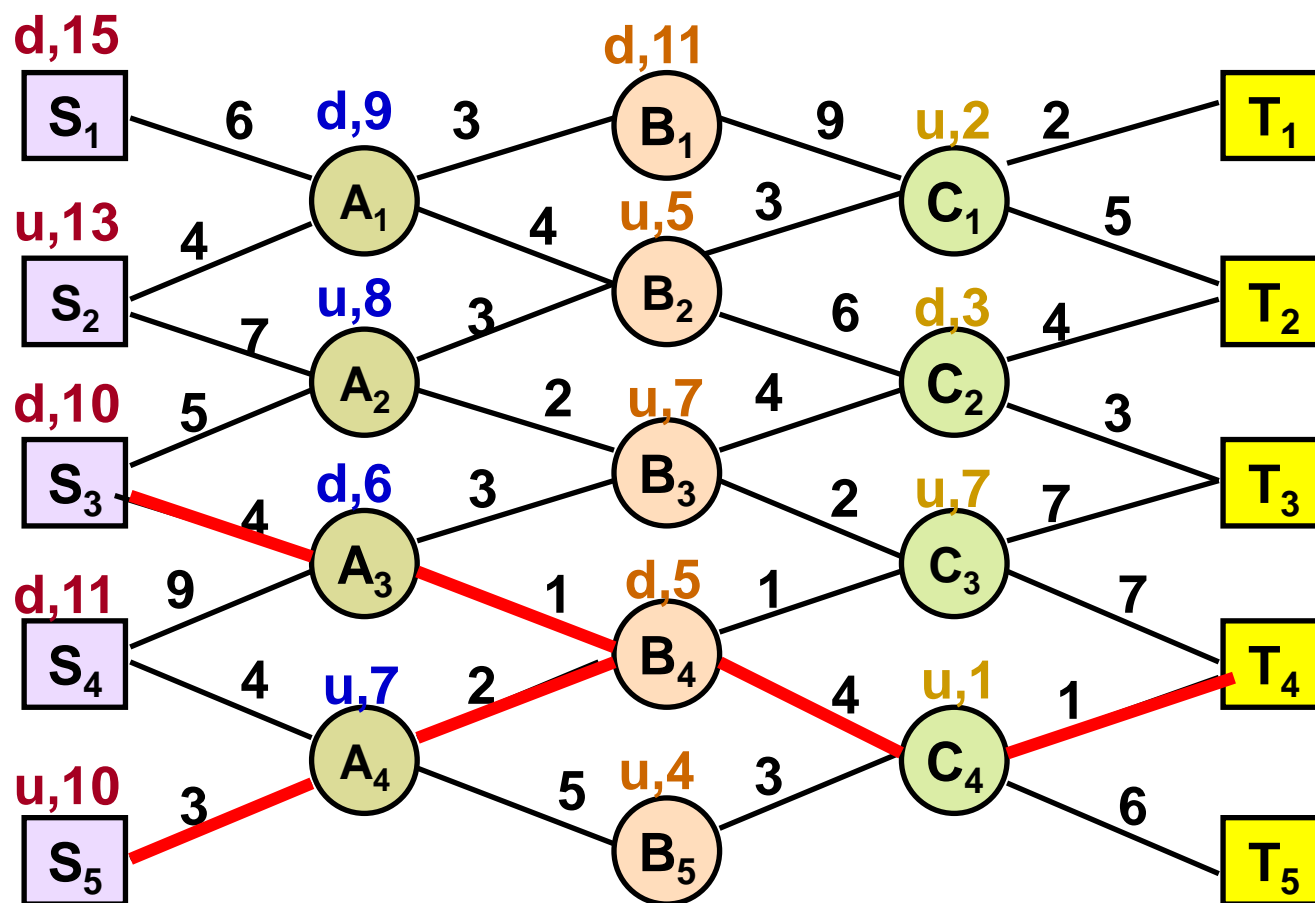 d,15
d,11
S1
6
d,9
3
B1
9
u,2
2
T1
A1
C1
u,13
4
4
u,5
3
5
S2
7
u,8
3
B2
6
d,3
4
T2
A2
C2
d,10
5
2
u,7
4
3
S3
4
d,6
3
B3
2
u,7
7
T3
A3
C3
d,11
9
1
d,5
1
7
S4
4
u,7
2
B4
4
u,1
1
T4
A4
C4
u,10
3
5
u,4
3
6
S5
B5
T5